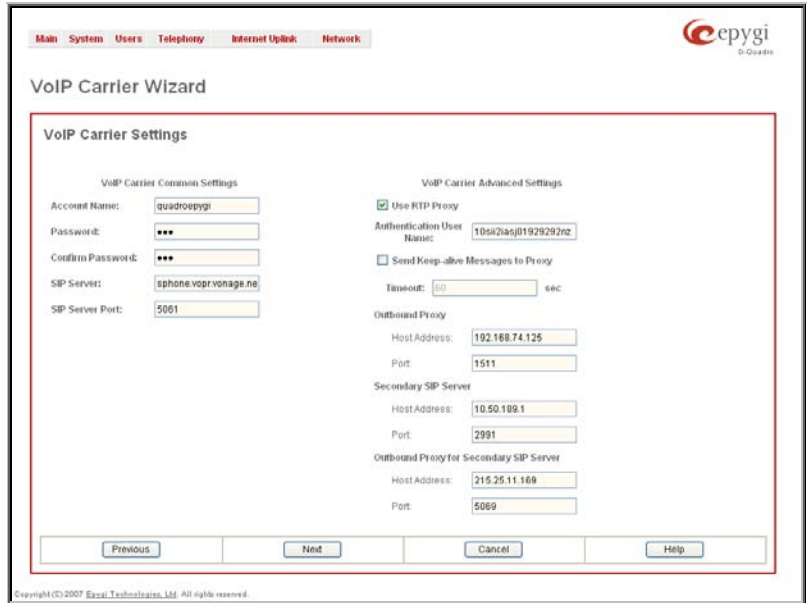 Main System Users Telephony Internet Uplink Network
epygi
D-Quadro
VoIP Carrier Wizard
VoIP Carrier Settings
VoIP Carrier Common Settings
Account Name: quadroepygi
Password: •••
Confirm Password: •••
SIP Server: sphone.vopr.vonage.ne
SIP Server Port: 5061
VoIP Carrier Advanced Settings
Use RTP Proxy
Authentication User
Name: 10sii2iasj01929292nz
Send Keep-alive Messages to Proxy
Timeout: 60 sec
Outbound Proxy
Host Address: 192.168.74.125
Port: 1511
Secondary SIP Server
Host Address: 10.50.189.1
Port: 2991
Outbound Proxy for Secondary SIP Server
Host Address: 215.25.11.169
Port: 5069
Previous Next Cancel Help
Copyright (C) 2007 Epygi Technologies, Ltd. All rights reserved.